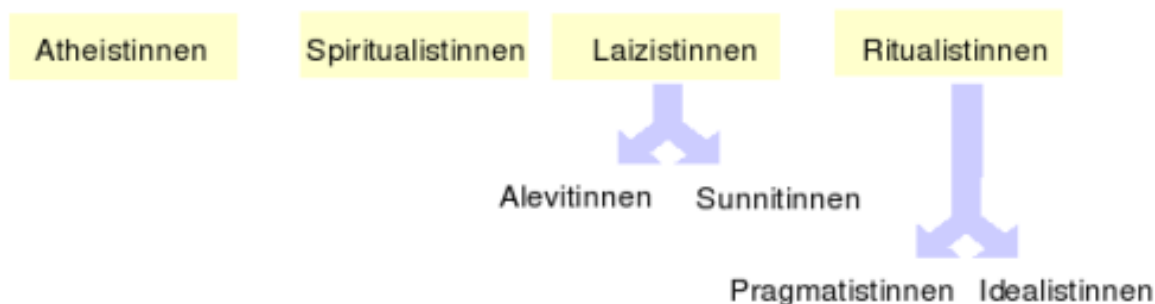 Atheistinnen
Spiritualistinnen
Laizistinnen
Ritualistinnen
Alevitinnen
Sunnitinnen
Pragmatistinnen
Idealistinnen